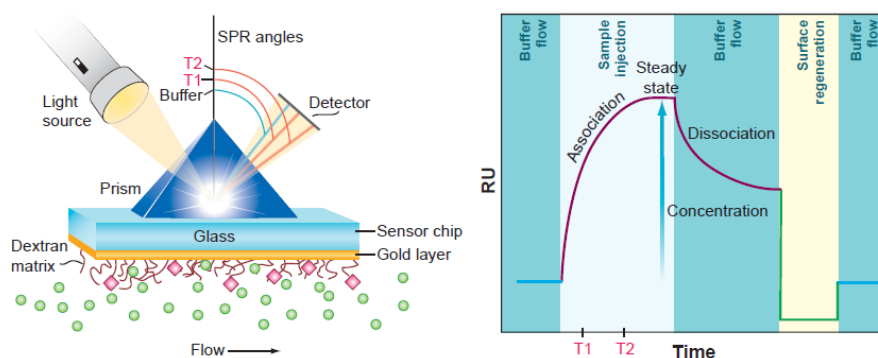 SPR angles
T2
T1
Buffer
Light
source
Detector
Prism
Glass
Sensor chip
Gold layer
Dextran
matrix
Flow
Buffer
flow
Sample
injection
Buffer
flow
Surface
regeneration
Buffer
flow
Steady
state
Association
Dissociation
Concentration
RU
T1
T2
Time